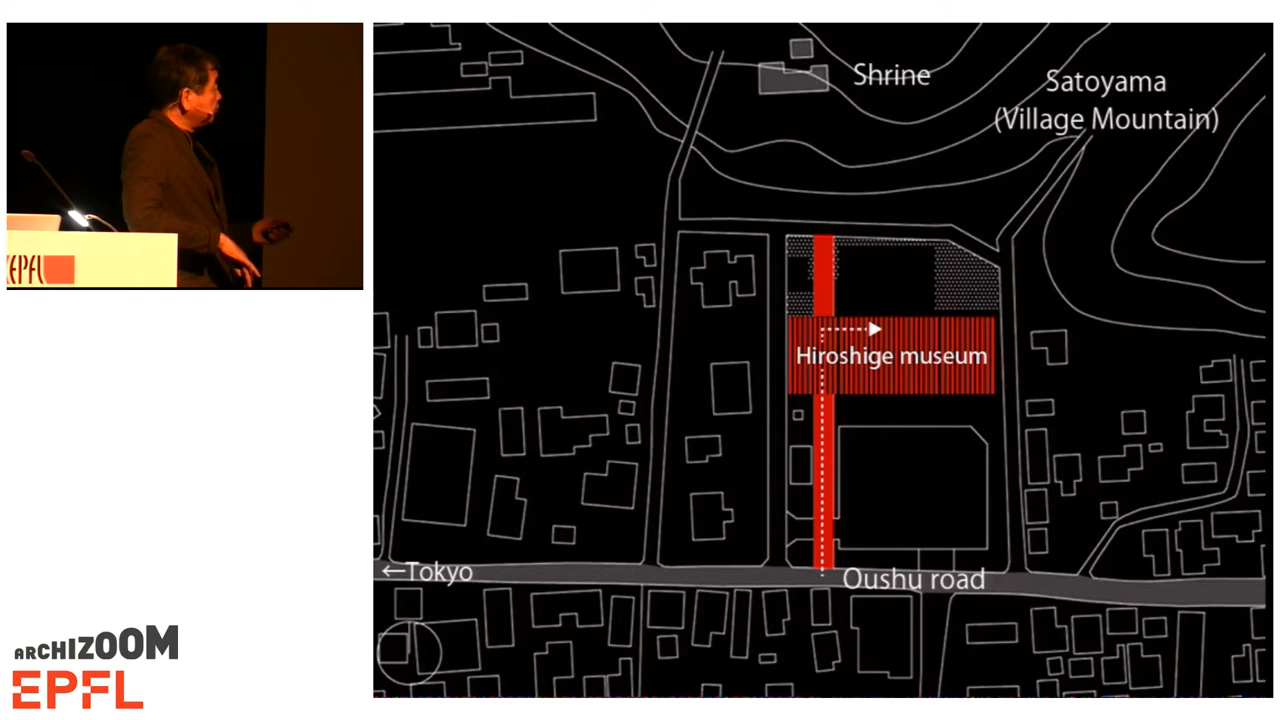 Shrine
Satoyama
(Village Mountain)
Hiroshige museum
←Tokyo
Oushu road
EPFL
ARCHIZOOM
EPFL